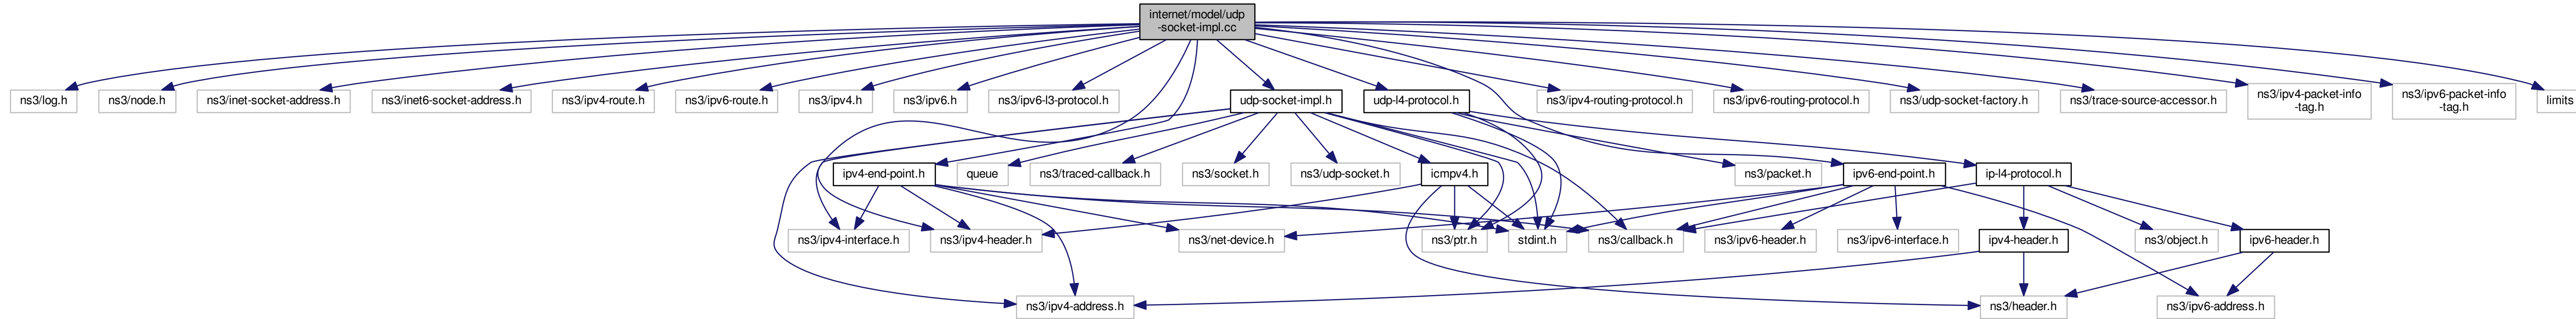 internet/model/udp
-socket-impl.cc
ns3/log.h
ns3/node.h
ns3/inet-socket-address.h
ns3/inet6-socket-address.h
ns3/ipv4-route.h
ns3/ipv6-route.h
ns3/ipv4.h
ns3/ipv6.h
ns3/ipv6-l3-protocol.h
udp-socket-impl.h
udp-l4-protocol.h
ns3/ipv4-routing-protocol.h
ns3/ipv6-routing-protocol.h
ns3/udp-socket-factory.h
ns3/trace-source-accessor.h
ns3/ipv4-packet-info
-tag.h
ns3/ipv6-packet-info
-tag.h
limits
ipv4-end-point.h
queue
ns3/traced-callback.h
ns3/socket.h
ns3/udp-socket.h
icmpv4.h
ns3/packet.h
ipv6-end-point.h
ip-l4-protocol.h
ns3/ipv4-interface.h
ns3/ipv4-header.h
ns3/net-device.h
ns3/ptr.h
stdint.h
ns3/callback.h
ns3/ipv6-header.h
ns3/ipv6-interface.h
ipv4-header.h
ns3/object.h
ipv6-header.h
ns3/ipv4-address.h
ns3/header.h
ns3/ipv6-address.h